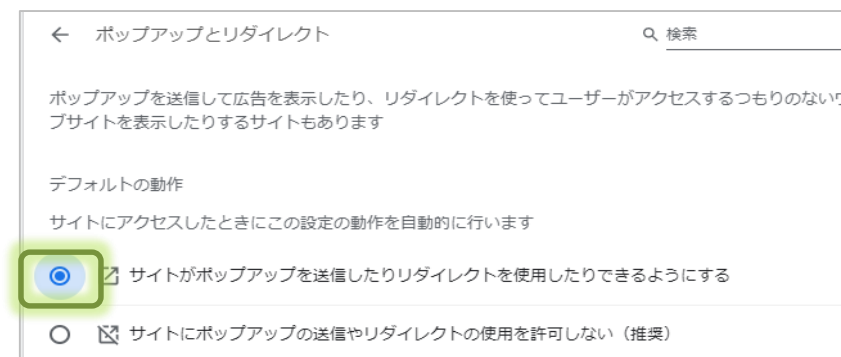 ポップアップとリダイレクト
検索
ポップアップを送信して広告を表示したり、リダイレクトを使ってユーザーがアクセスするつもりのない
ブサイトを表示したりするサイトもあります
デフォルトの動作
サイトにアクセスしたときにこの設定の動作を自動的に行います
サイトがポップアップを送信したりリダイレクトを使用したりできるようにする
サイトにポップアップの送信やリダイレクトの使用を許可しない（推奨）